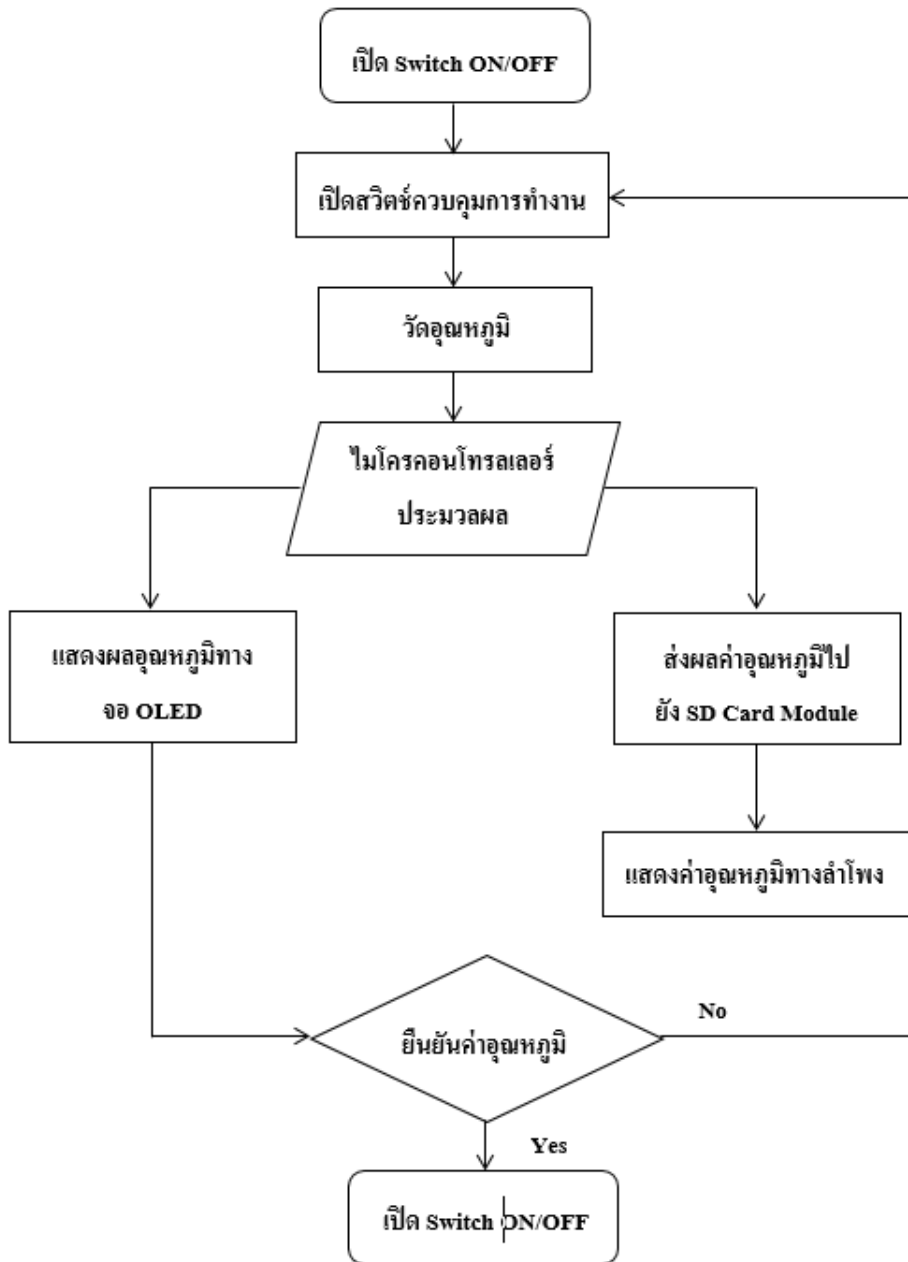 เปิด Switch ON/OFF
เปิดสวิตช์ควบคุมการทำงาน
วัดอุณหภูมิ
ไมโครคอนโทรลเลอร์
ประมวลผล
แสดงผลอุณหภูมิทาง
จอ OLED
ส่งผลค่าอุณหภูมิไป
ยัง SD Card Module
แสดงค่าอุณหภูมิทางลำโพง
ยืนยันค่าอุณหภูมิ
No
Yes
เปิด Switch ON/OFF